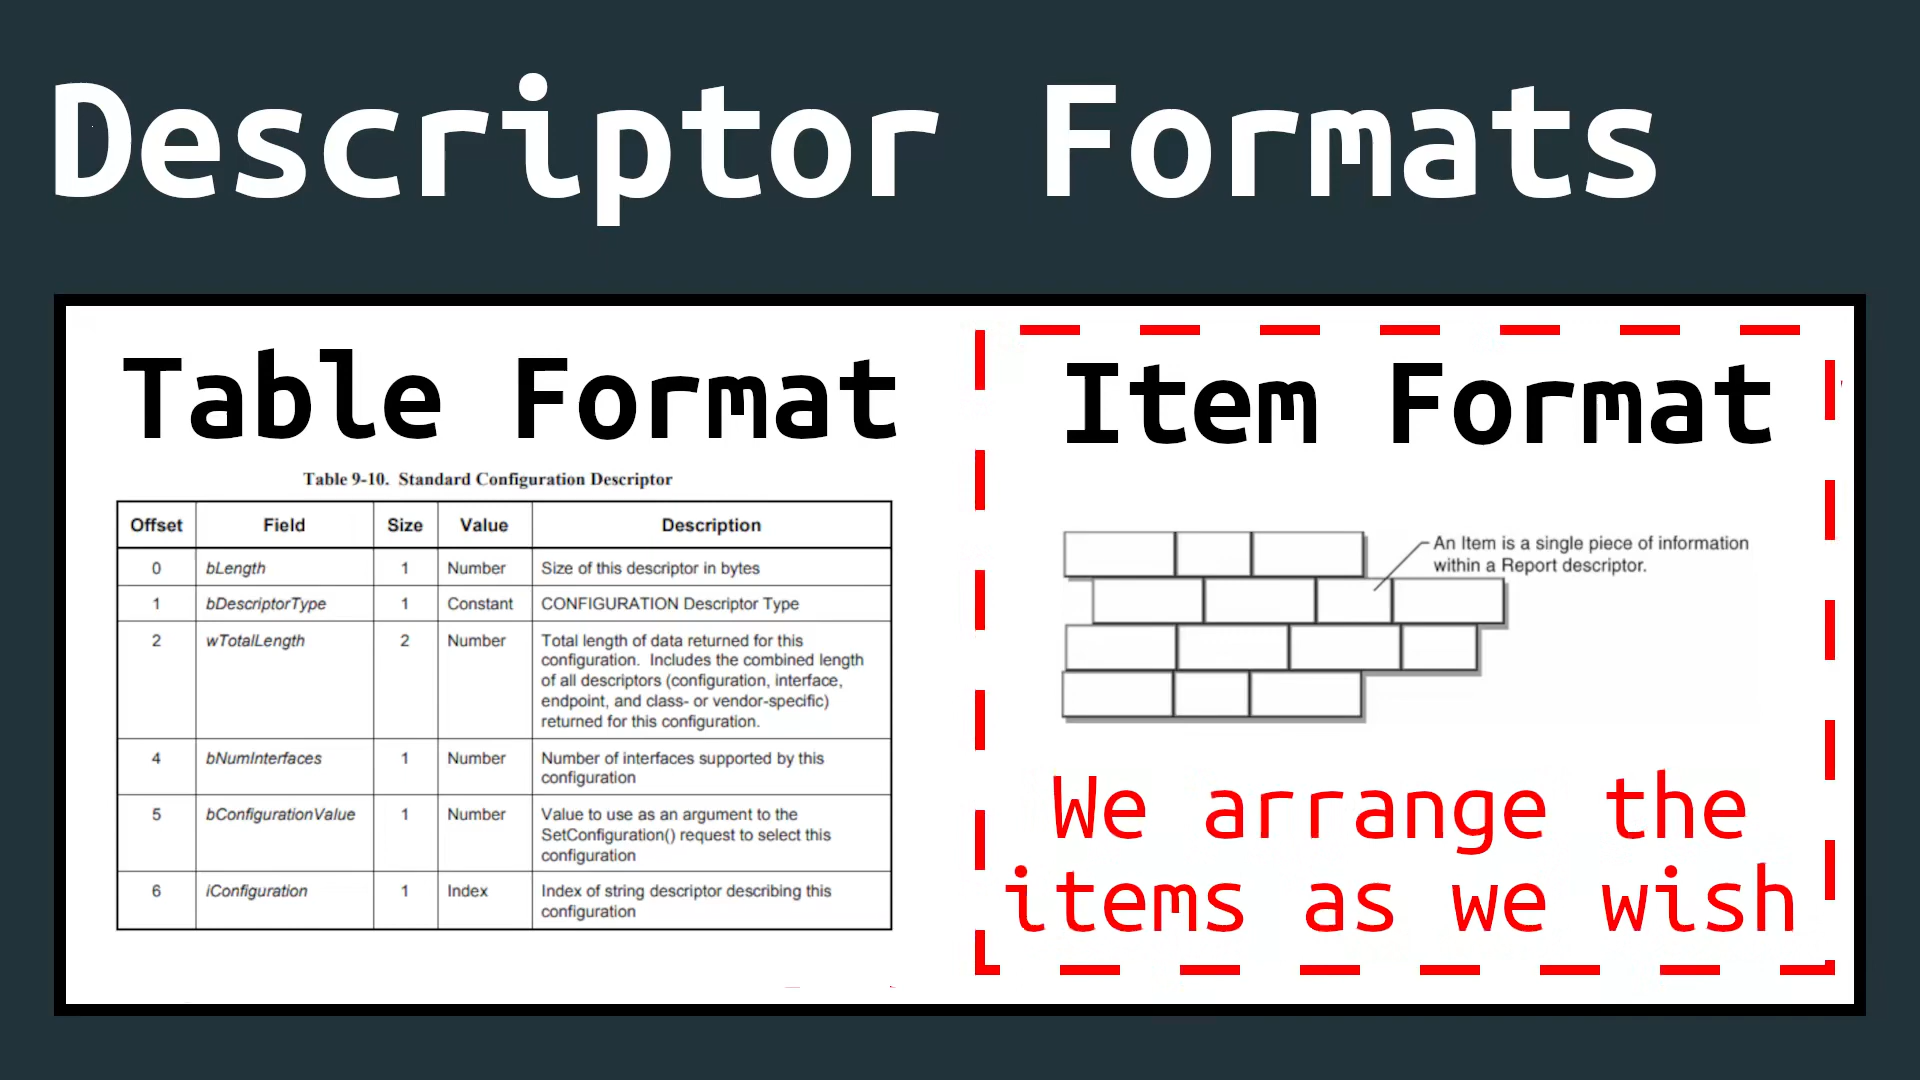 Descriptor Formats
Table Format
Table 9-10. Standard Configuration Descriptor
Offset Field Size Value Description
0 bLength 1 Number Size of this descriptor in bytes
1 bDescriptorType 1 Constant CONFIGURATION Descriptor Type
2 wTotalLength 2 Number Total length of data returned for this
configuration. Includes the combined length
of all descriptors (configuration, interface,
endpoint, and class- or vendor-specific)
returned for this configuration.
4 bNumInterfaces 1 Number Number of interfaces supported by this
configuration
5 bConfigurationValue 1 Number Value to use as an argument to the
SetConfiguration() request to select this
configuration
6 iConfiguration 1 Index Index of string descriptor describing this
configuration
Item Format
An Item is a single piece of information
within a Report descriptor.
We arrange the
items as we wish